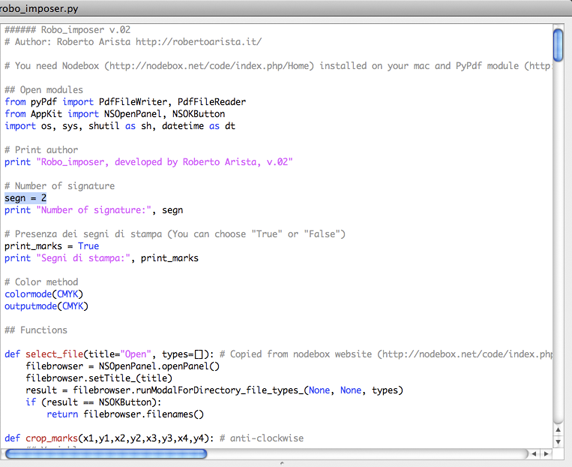 robo_imposer.py
###### Robo_imposer v.02
# Author: Roberto Arista http://robertoarista.it/
# You need Nodebox (http://nodebox.net/code/index.php/Home) installed on your mac and PyPdf module (http
## Open modules
from pyPdf import PdfFileWriter, PdfFileReader
from AppKit import NSOpenPanel, NSOKButton
import os, sys, shutil as sh, datetime as dt
# Print author
print "Robo_imposer, developed by Roberto Arista, v.02"
# Number of signature
segn = 2
print "Number of signature:", segn
# Presenza dei segni di stampa (You can choose "True" or "False")
print_marks = True
print "Segni di stampa:", print_marks
# Color method
colormode(CMYK)
outputmode(CMYK)
## Functions
def select_file(title="Open", types=[]): # Copied from nodebox website (http://nodebox.net/code/index.php
filebrowser = NSOpenPanel.openPanel()
filebrowser.setTitle_(title)
result = filebrowser.runModalForDirectory_file_types_(None, None, types)
if (result == NSOKButton):
return filebrowser.filenames()
def crop_marks(x1,y1,x2,y2,x3,y3,x4,y4): # anti-clockwise